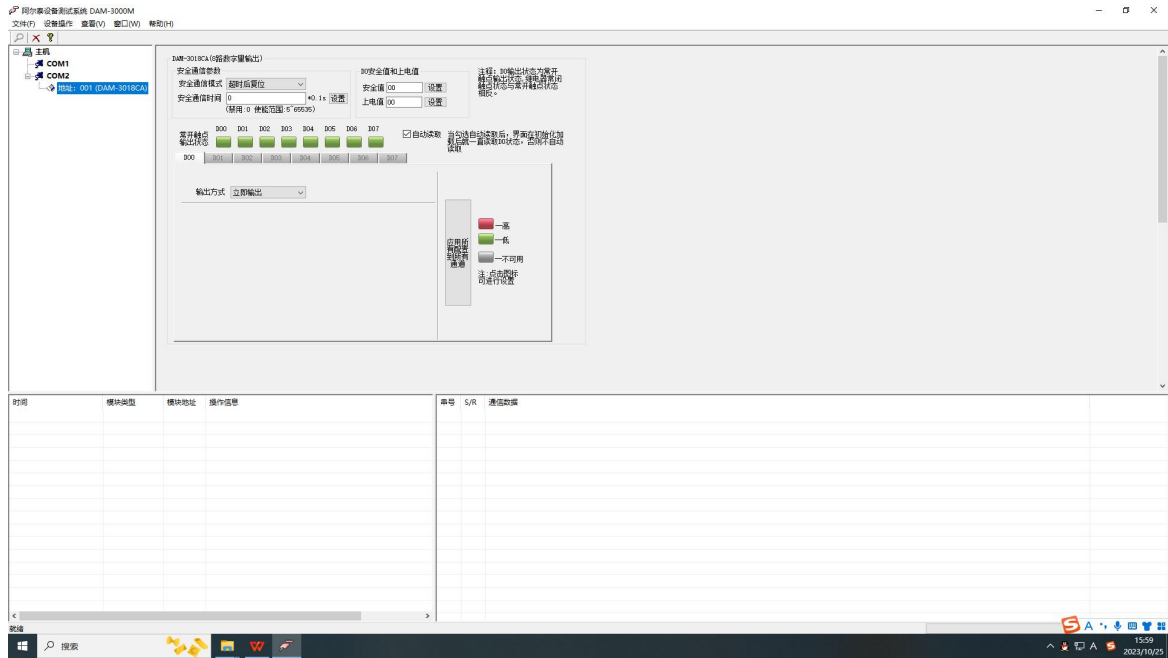 阿尔泰设备测试系统 DAM-3000M
文件(F) 设备操作 查看(V) 窗口(W) 帮助(H)
主机
COM1
COM2
地址: 001 (DAM-3018CA)
DAM-3018CA(8路数字量输出)
安全通信参数
安全通信模式 超时后复位
安全通信时间 0 *0.1s 设置
(禁用:0 使能范围:5~65535)
DO安全值和上电值
安全值 00 设置
上电值 00 设置
注释: DO输出状态为常开
触点输出状态,继电器常闭
触点状态与常开触点状态
相反。
常开触点
输出状态
DO0 DO1 DO2 DO3 DO4 DO5 DO6 DO7
自动读取
当勾选自动读取后,界面在初始化加
载后就一直读取DO状态,否则不自动
读取
DO0 DO1 DO2 DO3 DO4 DO5 DO6 DO7
输出方式 立即输出
应用所
有配置
到所有
通道
—高
—低
—不可用
注:点击图标
可进行设置
时间 模块类型 模块地址 操作信息
串号 S/R 通信数据
就绪
搜索
A
A
15:59
2023/10/25